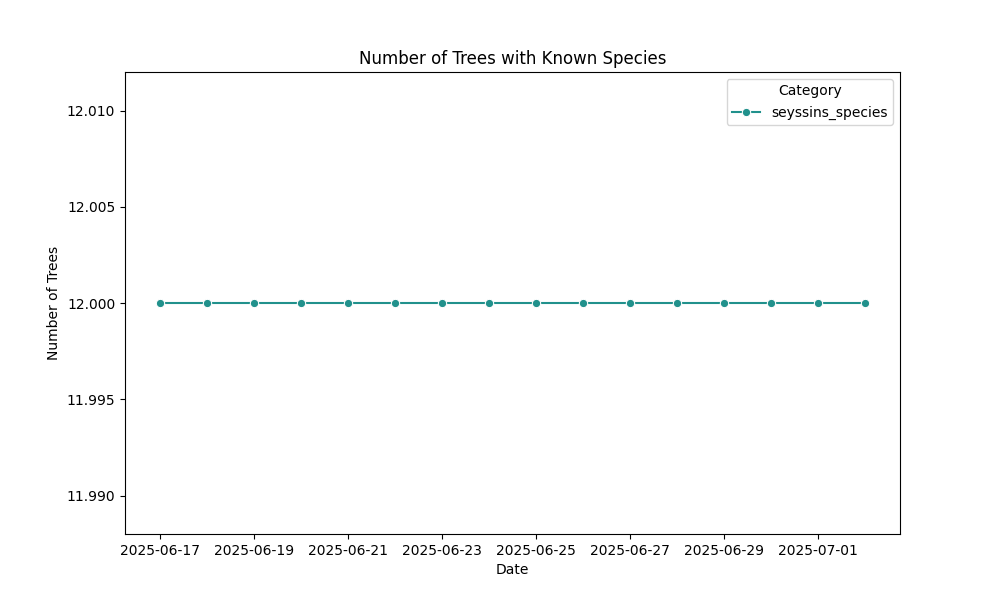 Number of Trees with Known Species
Category
seyssins_species
12.010
12.005
12.000
11.995
11.990
Number of Trees
2025-06-17 2025-06-19 2025-06-21 2025-06-23 2025-06-25 2025-06-27 2025-06-29 2025-07-01
Date